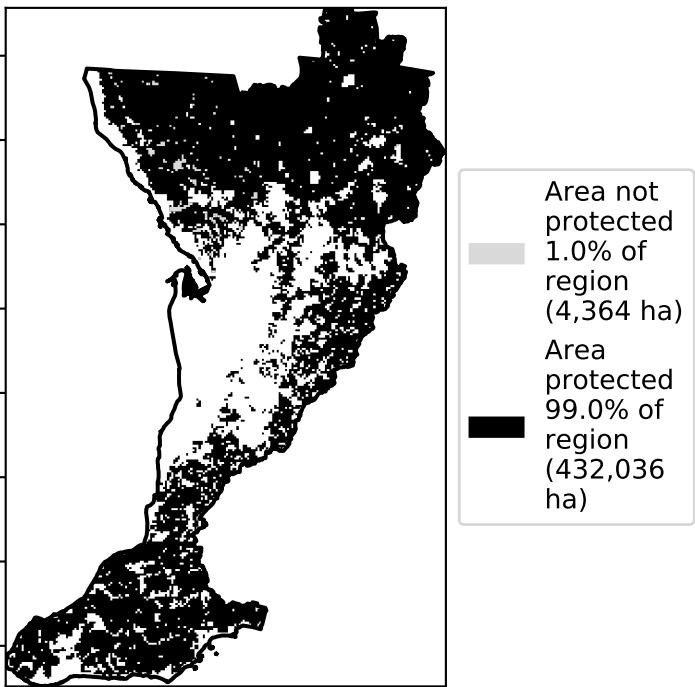 Area not
protected
1.0% of
region
(4,364 ha)
Area
protected
99.0% of
region
(432,036
ha)